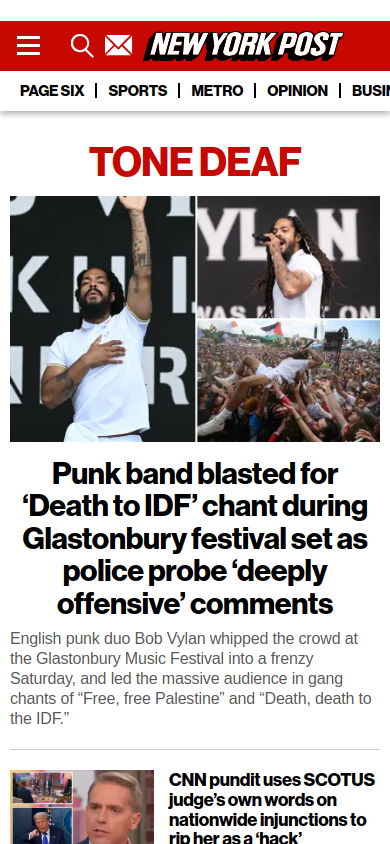 NEW YORK POST
PAGE SIX
SPORTS
METRO
OPINION
BUSI
TONE DEAF
YLAN
Punk band blasted for
‘Death to IDF’ chant during
Glastonbury festival set as
police probe ‘deeply
offensive’ comments
English punk duo Bob Vylan whipped the crowd at
the Glastonbury Music Festival into a frenzy
Saturday, and led the massive audience in gang
chants of “Free, free Palestine” and “Death, death to
the IDF.”
CNN pundit uses SCOTUS
judge’s own words on
nationwide injunctions to
rip her as a ‘hack’